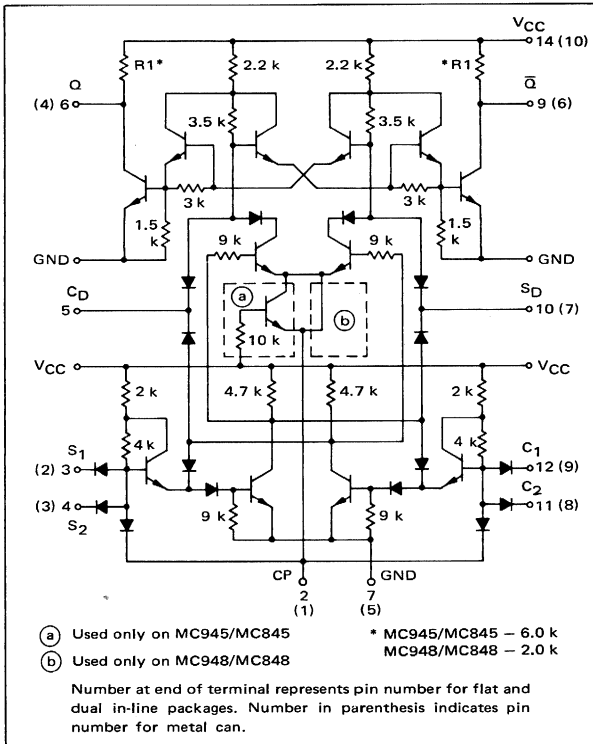 VCC
14 (10)
R1*
2.2 k
2.2 k
*R1
Q
Q̅
(4) 6
9 (6)
3.5 k
3.5 k
3 k
3 k
1.5 k
1.5 k
GND
GND
9 k
9 k
CD
5
a
b
SD
10 (7)
10 k
VCC
VCC
2 k
4.7 k
4.7 k
2 k
4 k
4 k
S1
(2) 3
C1
12 (9)
(3) 4
S2
C2
11 (8)
9 k
9 k
CP
GND
2
7
(1)
(5)
a Used only on MC945/MC845
* MC945/MC845 – 6.0 k
b Used only on MC948/MC848
MC948/MC848 – 2.0 k
Number at end of terminal represents pin number for flat and
dual in-line packages. Number in parenthesis indicates pin
number for metal can.